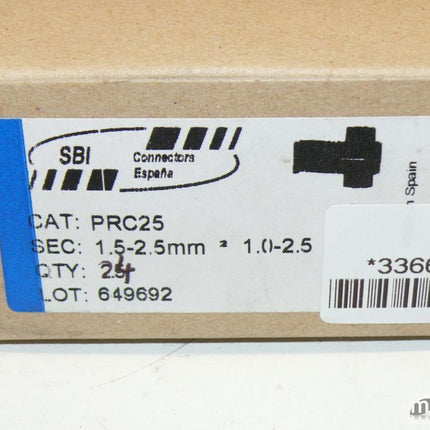 SBI
Connectors
España
CAT: PRC25
SEC: 1.5-2.5mm ² 1.0-2.5
QTY: 24
LOT: 649692
Spain
*3366